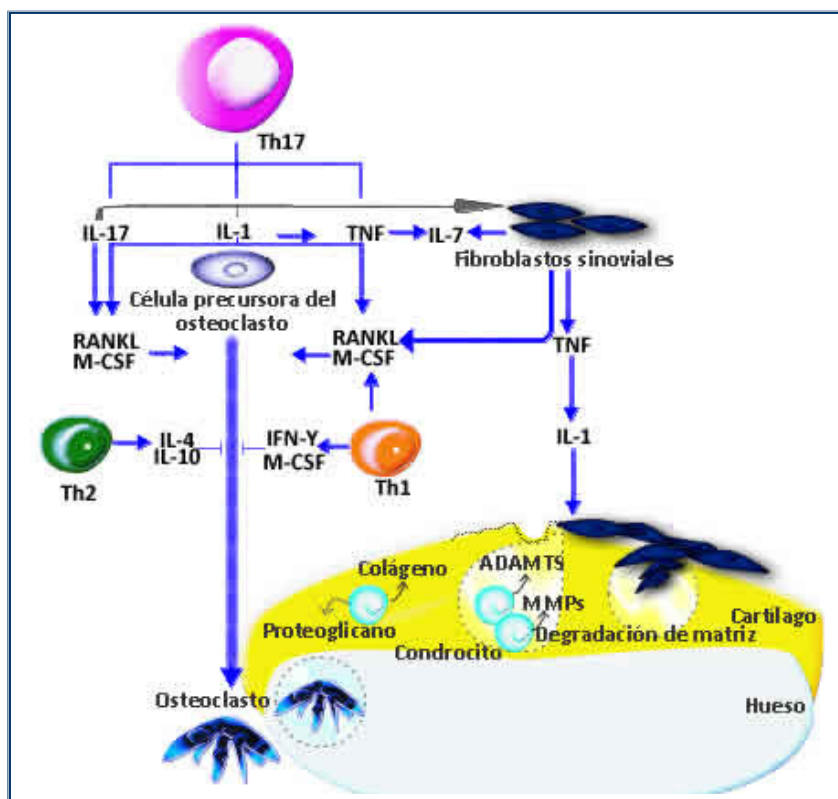 Th17
IL-17
IL-1
TNF
IL-7
Fibroblastos sinoviales
Célula precursora del
osteoclasto
RANKL
M-CSF
RANKL
M-CSF
TNF
IL-4
IL-10
IFN-Y
M-CSF
IL-1
Th2
Th1
Colágeno
ADAMTS
MMPs
Proteoglicano
Cartílago
Degradación de matriz
Condrocito
Osteoclasto
Hueso